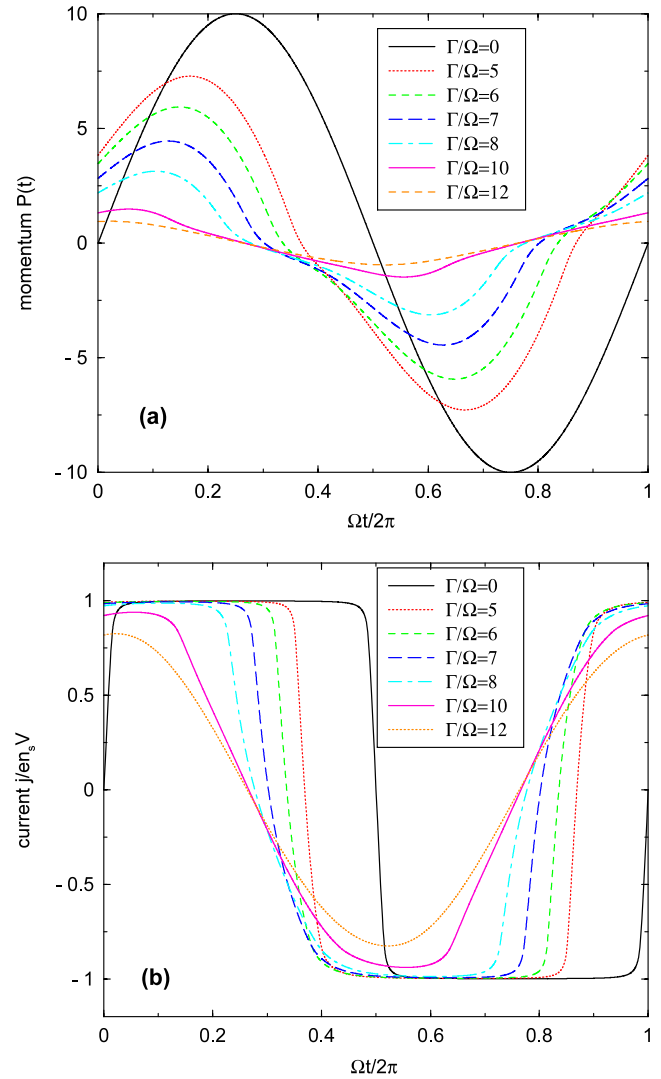 10
5
0
- 5
- 10
momentum P(t)
Γ/Ω=0
Γ/Ω=5
Γ/Ω=6
Γ/Ω=7
Γ/Ω=8
Γ/Ω=10
Γ/Ω=12
(a)
0 0.2 0.4 0.6 0.8 1
Ωt/2π
1
0.5
0
- 0.5
- 1
current j/en_sV
Γ/Ω=0
Γ/Ω=5
Γ/Ω=6
Γ/Ω=7
Γ/Ω=8
Γ/Ω=10
Γ/Ω=12
(b)
0 0.2 0.4 0.6 0.8 1
Ωt/2π